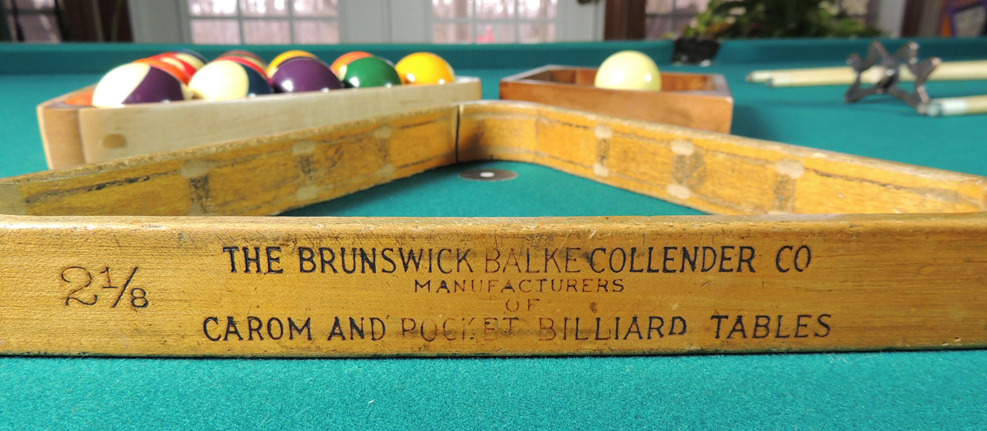 2 1/8
THE BRUNSWICK BALKE COLLENDER CO
MANUFACTURERS
OF
CAROM AND POCKET BILLIARD TABLES